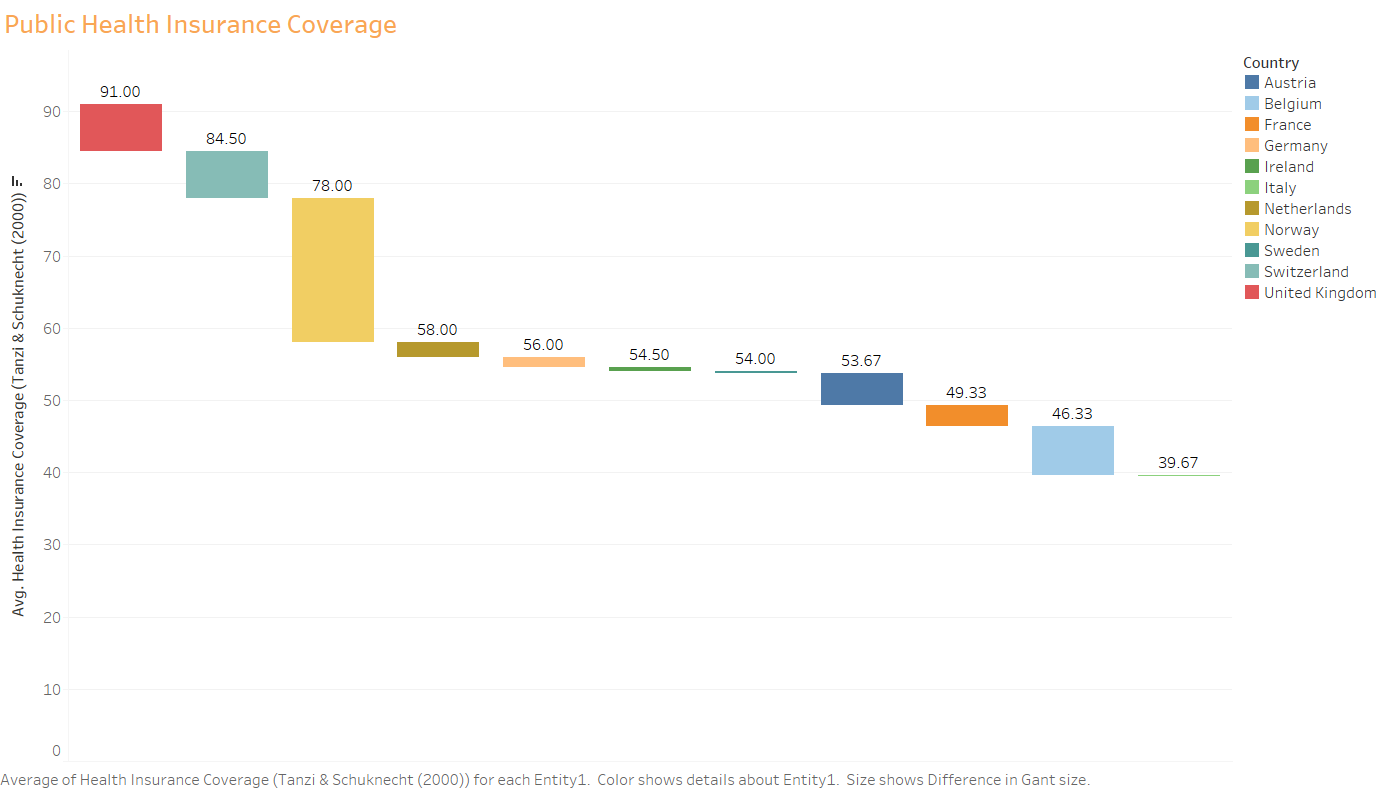 Public Health Insurance Coverage
Avg. Health Insurance Coverage (Tanzi & Schuknecht (2000))
90
80
70
60
50
40
30
20
10
0
91.00
84.50
78.00
58.00
56.00
54.50
54.00
53.67
49.33
46.33
39.67
Country
Austria
Belgium
France
Germany
Ireland
Italy
Netherlands
Norway
Sweden
Switzerland
United Kingdom
Average of Health Insurance Coverage (Tanzi & Schuknecht (2000)) for each Entity1. Color shows details about Entity1. Size shows Difference in Gant size.